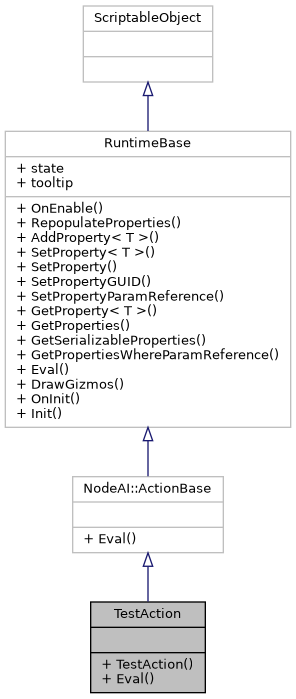 ScriptableObject
RuntimeBase
+ state
+ tooltip
+ OnEnable()
+ RepopulateProperties()
+ AddProperty< T >()
+ SetProperty< T >()
+ SetProperty()
+ SetPropertyGUID()
+ SetPropertyParamReference()
+ GetProperty< T >()
+ GetProperties()
+ GetSerializableProperties()
+ GetPropertiesWhereParamReference()
+ Eval()
+ DrawGizmos()
+ OnInit()
+ Init()
NodeAI::ActionBase
+ Eval()
TestAction
+ TestAction()
+ Eval()